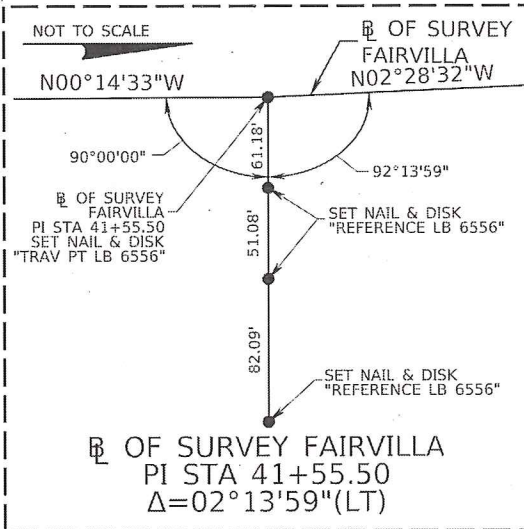 NOT TO SCALE
℄ OF SURVEY
FAIRVILLA
N00°14'33"W
N02°28'32"W
61.18'
90°00'00"
92°13'59"
℄ OF SURVEY
FAIRVILLA
PI STA 41+55.50
SET NAIL & DISK
"TRAV PT LB 6556"
51.08'
SET NAIL & DISK
"REFERENCE LB 6556"
82.09'
SET NAIL & DISK
"REFERENCE LB 6556"
℄ OF SURVEY FAIRVILLA
PI STA 41+55.50
Δ=02°13'59"(LT)